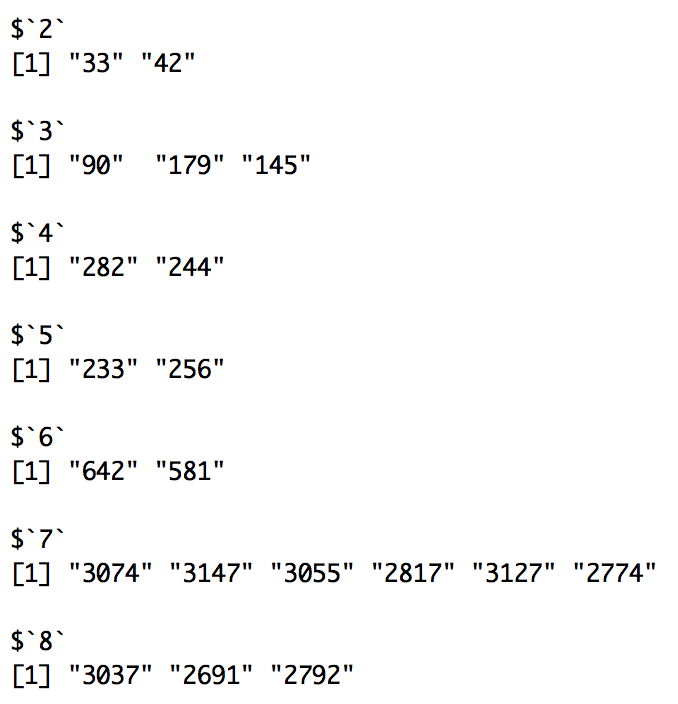 $`2`
[1] "33" "42"
$`3`
[1] "90"  "179" "145"
$`4`
[1] "282" "244"
$`5`
[1] "233" "256"
$`6`
[1] "642" "581"
$`7`
[1] "3074" "3147" "3055" "2817" "3127" "2774"
$`8`
[1] "3037" "2691" "2792"